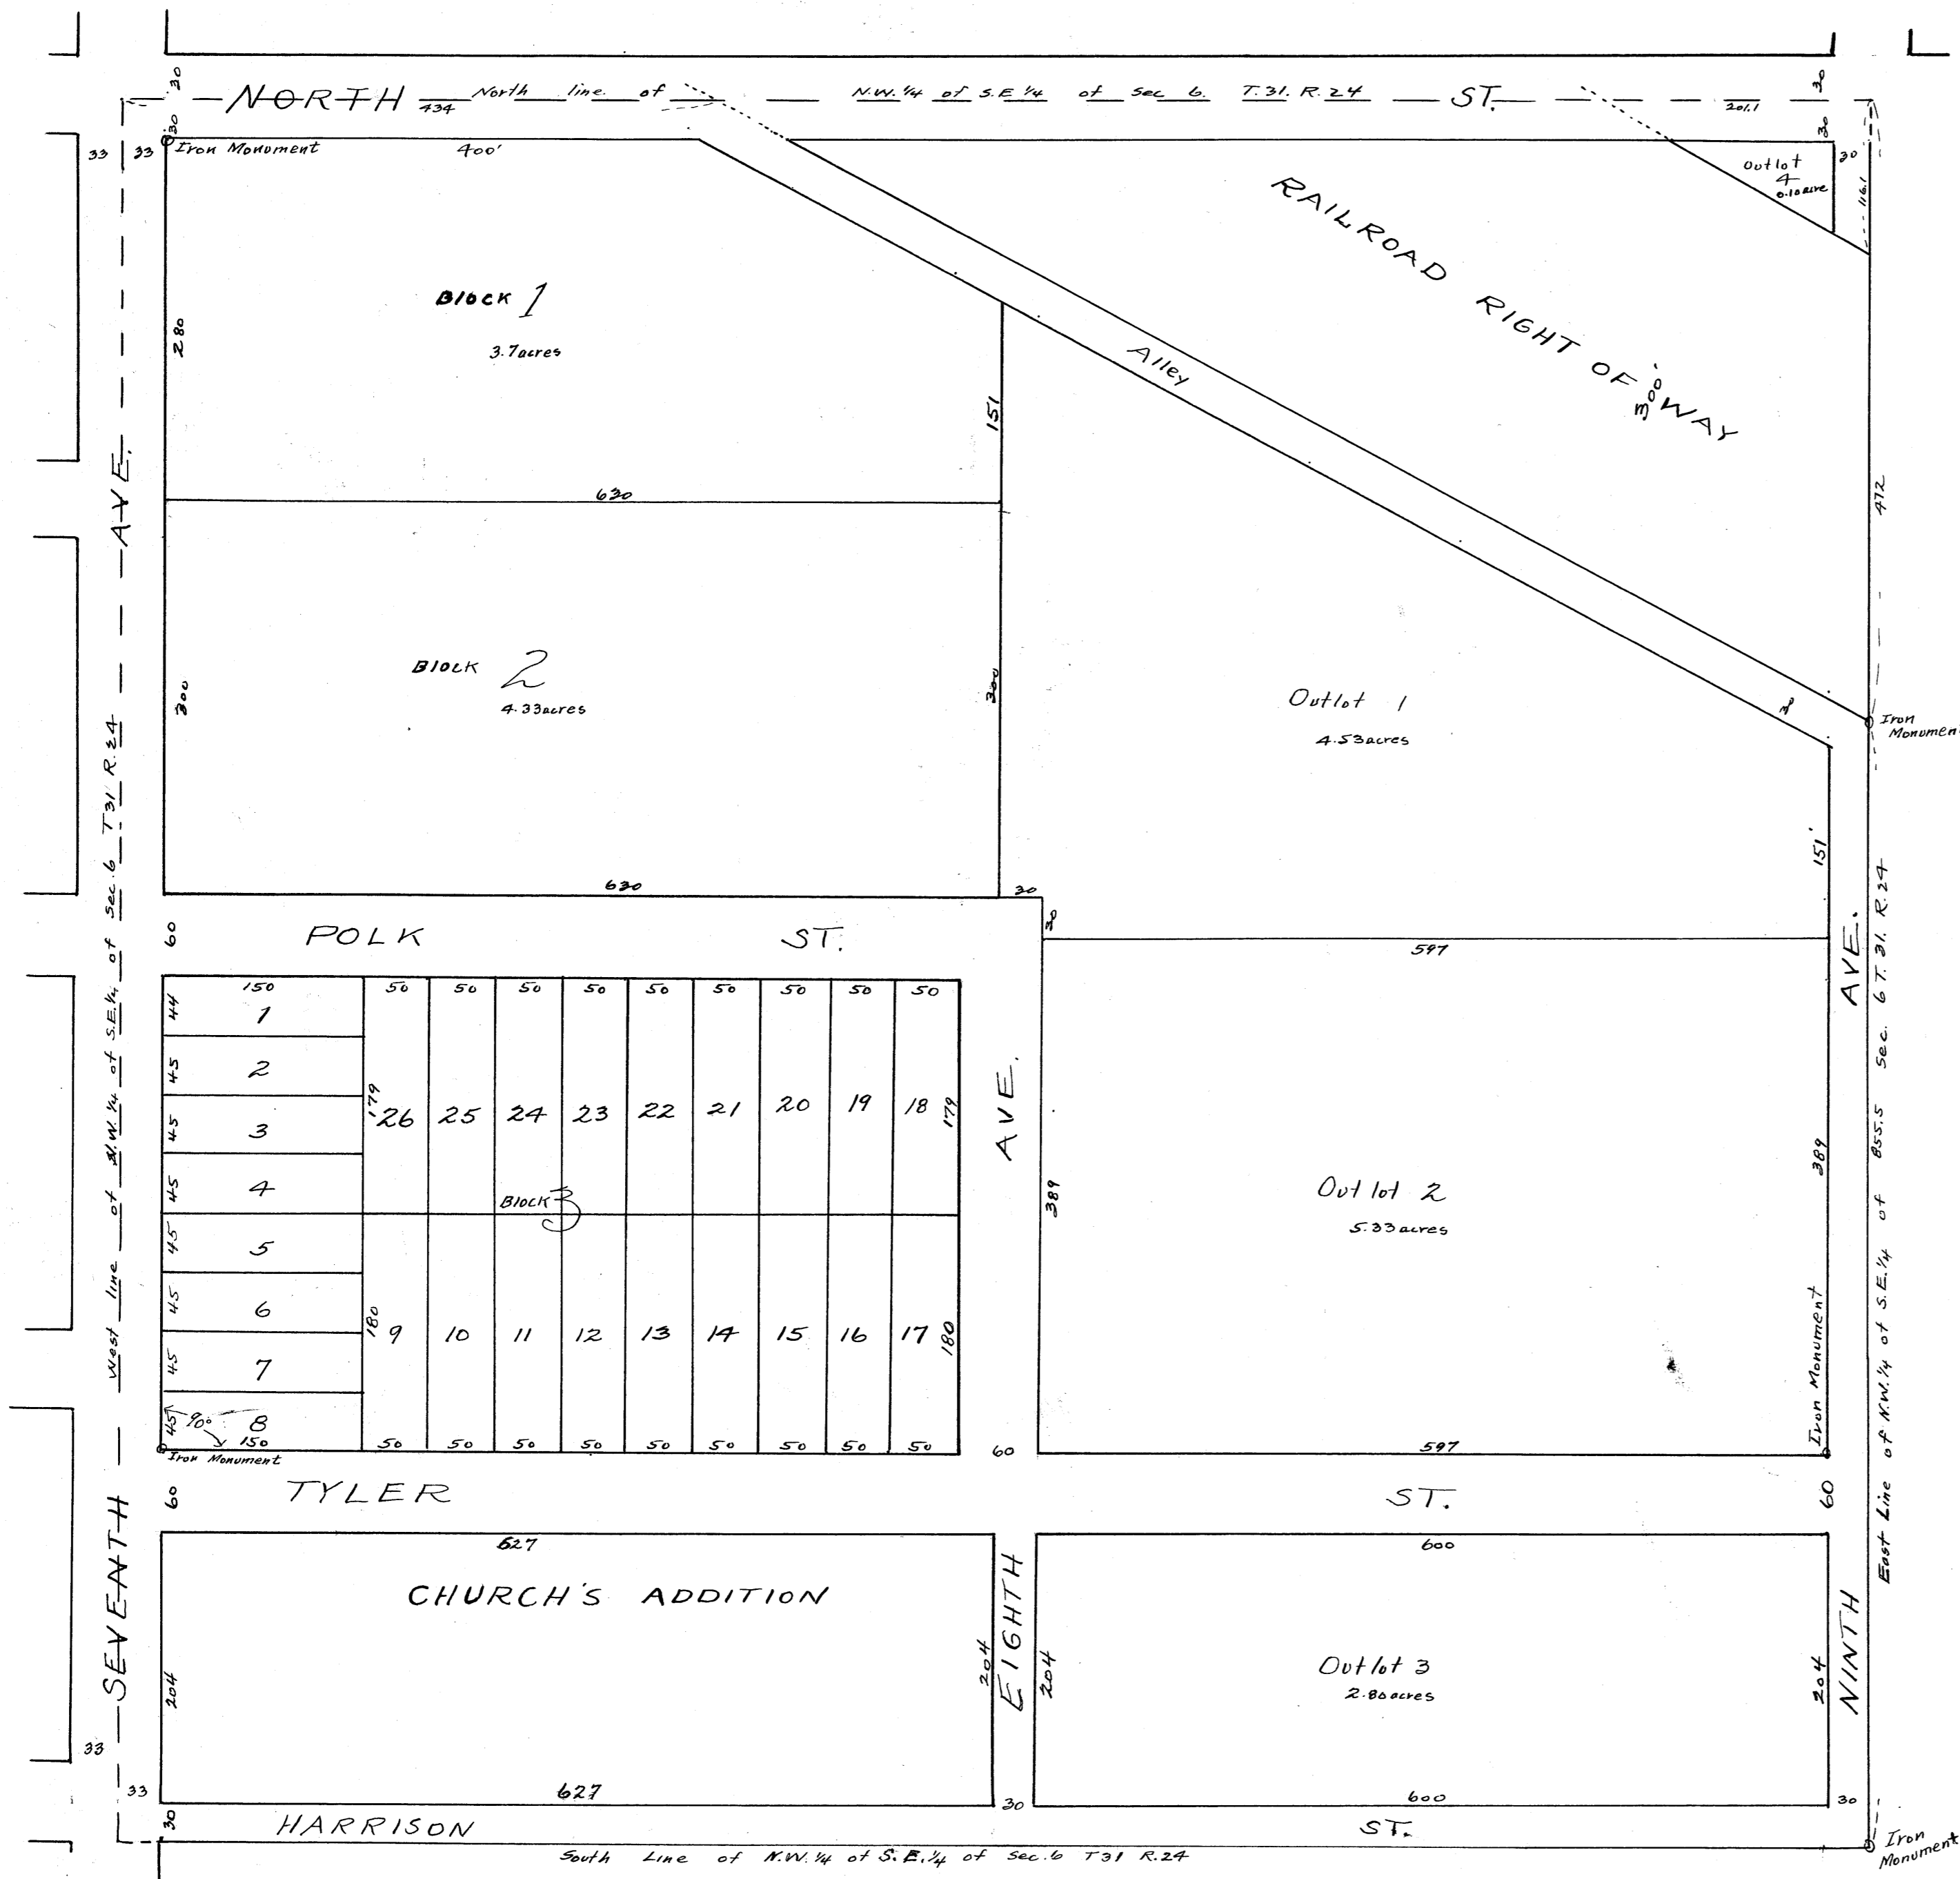 NORTH ST.
434 North line of N.W. 1/4 of S.E 1/4 of Sec 6. T.31. R.24 201.1
30
30
30
30
33 33 Iron Monument 400'
Outlot
4
0.10 acre
30
116.1
RAILROAD RIGHT OF WAY
300'
Block 1
3.7 acres
280
151
Alley
630
472
Block 2
4.33 acres
300
300
Outlot 1
4.53 acres
30
Iron
Monument
151'
630
30
30
POLK ST.
60
597
150 50 50 50 50 50 50 50 50 50
44 1
45 2
45 3
45 4
45 5
45 6
45 7
45 90° 8
150
179 26 25 24 23 22 21 20 19 18 179
Block 3
180 9 10 11 12 13 14 15 16 17 180
50 50 50 50 50 50 50 50 50
Iron Monument
AVE.
389
Outlot 2
5.33 acres
389
Iron Monument
60
597
60
TYLER ST.
60
627
CHURCH'S ADDITION
204
204
627
EIGHTH
600
204
Outlot 3
2.80 acres
204
600
33
33
30
30
30
HARRISON ST.
South Line of N.W. 1/4 of S.E. 1/4 of Sec. 6 T31 R.24
Iron
Monument
SEVENTH AVE.
West line of N.W. 1/4 of S.E. 1/4 of Sec. 6 T31 R.24
NINTH AVE.
East Line of N.W. 1/4 of S.E. 1/4 of 855.5 Sec. 6 T. 31. R. 24